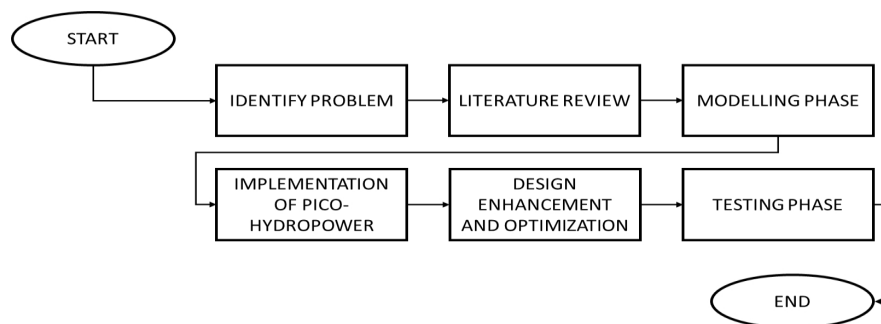 START
IDENTIFY PROBLEM
LITERATURE REVIEW
MODELLING PHASE
IMPLEMENTATION
OF PICO-
HYDROPOWER
DESIGN
ENHANCEMENT
AND OPTIMIZATION
TESTING PHASE
END